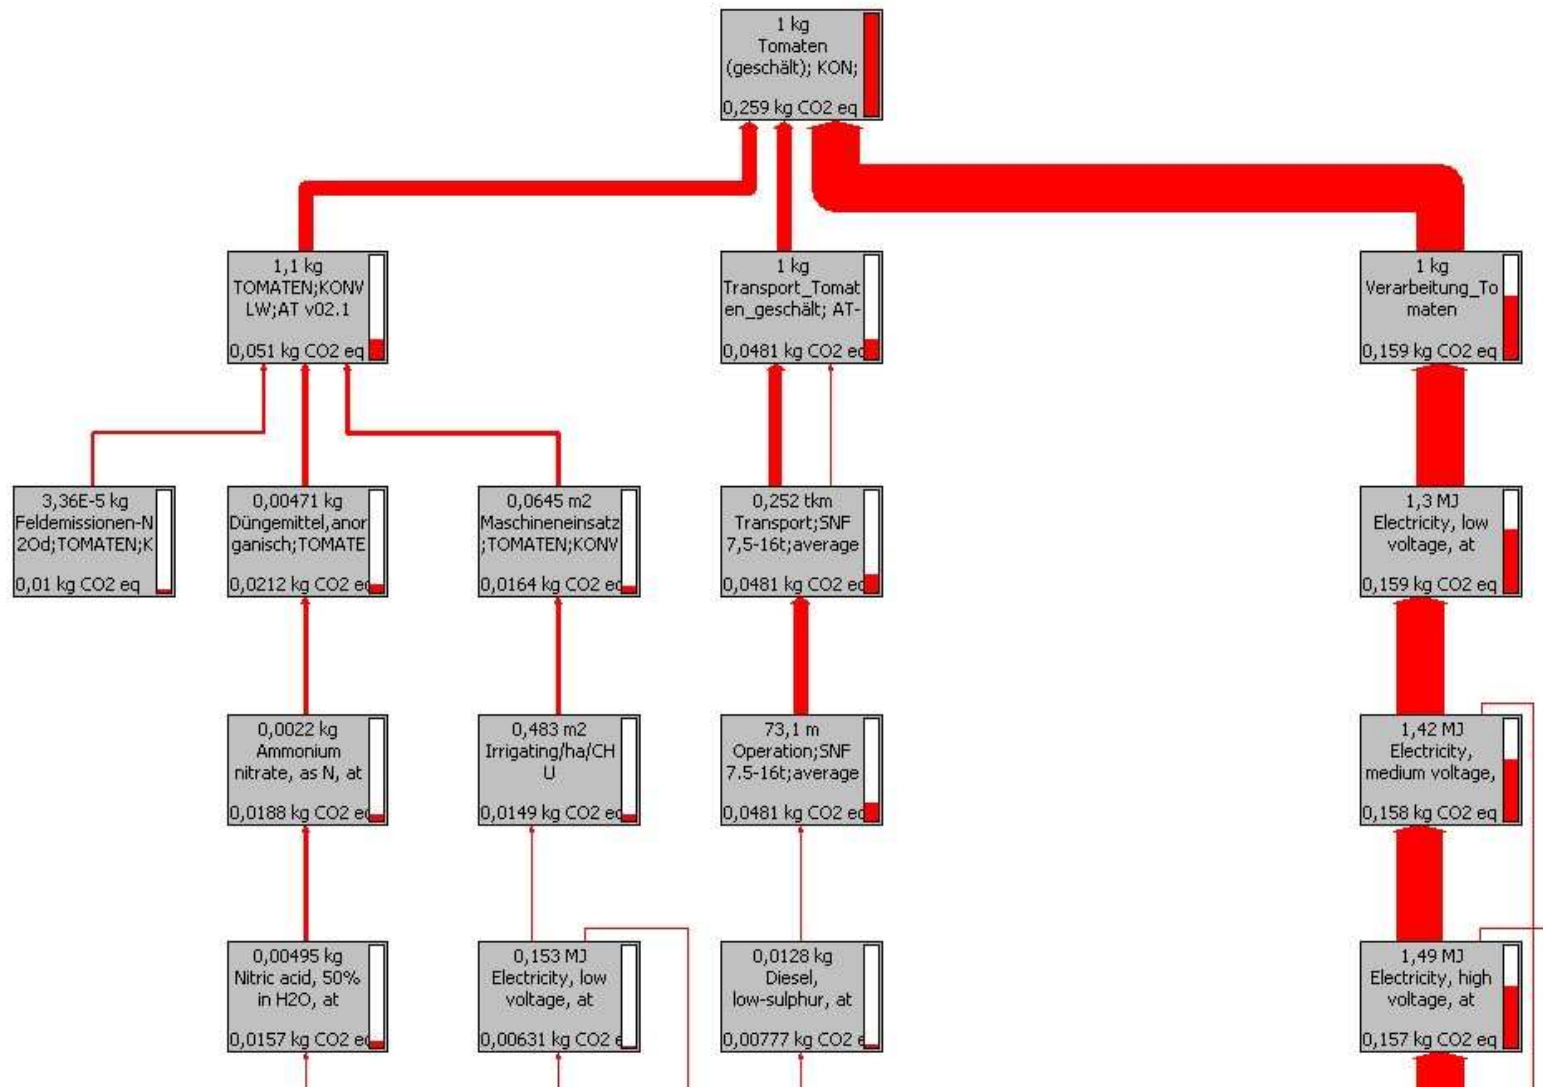 1 kg
Tomaten
(geschält); KON;
0,259 kg CO2 eq
1,1 kg
TOMATEN;KONV
LW;AT v02.1
0,051 kg CO2 eq
1 kg
Transport_Tomat
en_geschält; AT-
0,0481 kg CO2 eq
1 kg
Verarbeitung_To
maten
0,159 kg CO2 eq
3,36E-5 kg
Feldemissionen-N
2Od;TOMATEN;K
0,01 kg CO2 eq
0,00471 kg
Düngemittel,anor
ganisch;TOMATE
0,0212 kg CO2 eq
0,0645 m2
Maschineneinsatz
;TOMATEN;KONV
0,0164 kg CO2 eq
0,252 tkm
Transport;SNF
7,5-16t;average
0,0481 kg CO2 eq
1,3 MJ
Electricity, low
voltage, at
0,159 kg CO2 eq
0,0022 kg
Ammonium
nitrate, as N, at
0,0188 kg CO2 eq
0,483 m2
Irrigating/ha/CH
U
0,0149 kg CO2 eq
73,1 m
Operation;SNF
7.5-16t;average
0,0481 kg CO2 eq
1,42 MJ
Electricity,
medium voltage,
0,158 kg CO2 eq
0,00495 kg
Nitric acid, 50%
in H2O, at
0,0157 kg CO2 eq
0,153 MJ
Electricity, low
voltage, at
0,00631 kg CO2 e
0,0128 kg
Diesel,
low-sulphur, at
0,00777 kg CO2 e
1,49 MJ
Electricity, high
voltage, at
0,157 kg CO2 eq